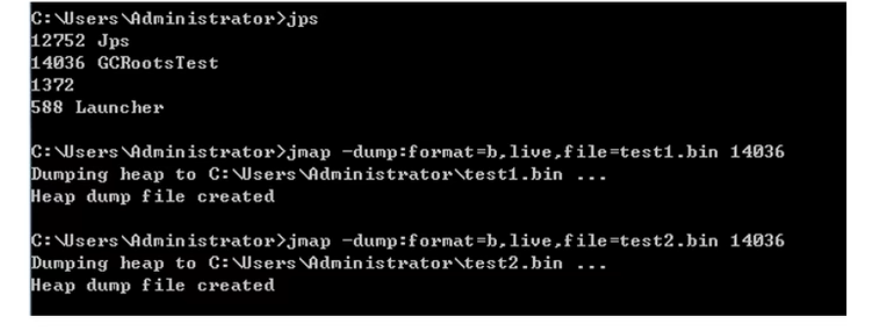 C:\Users\Administrator>jps
12752 Jps
14036 GCRootsTest
1372
588 Launcher
C:\Users\Administrator>jmap -dump:format=b,live,file=test1.bin 14036
Dumping heap to C:\Users\Administrator\test1.bin ...
Heap dump file created
C:\Users\Administrator>jmap -dump:format=b,live,file=test2.bin 14036
Dumping heap to C:\Users\Administrator\test2.bin ...
Heap dump file created